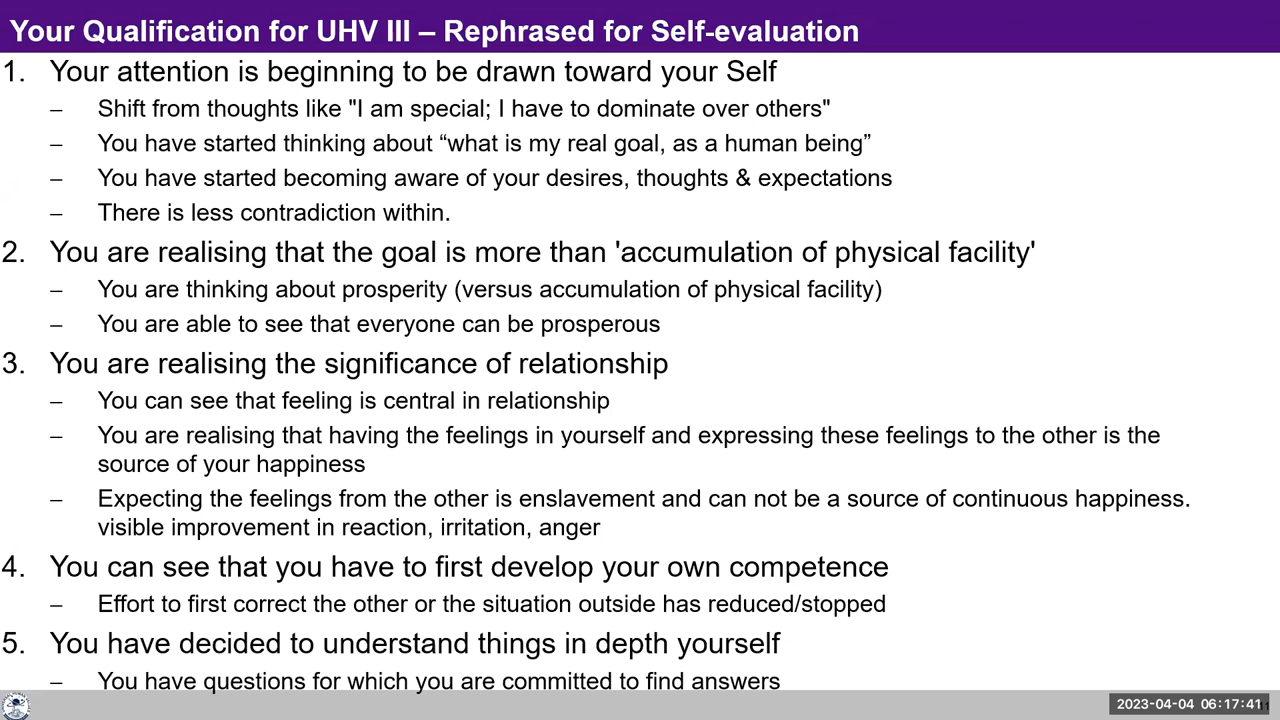 Your Qualification for UHV III – Rephrased for Self-evaluation
1. Your attention is beginning to be drawn toward your Self
– Shift from thoughts like "I am special; I have to dominate over others"
– You have started thinking about “what is my real goal, as a human being”
– You have started becoming aware of your desires, thoughts & expectations
– There is less contradiction within.
2. You are realising that the goal is more than 'accumulation of physical facility'
– You are thinking about prosperity (versus accumulation of physical facility)
– You are able to see that everyone can be prosperous
3. You are realising the significance of relationship
– You can see that feeling is central in relationship
– You are realising that having the feelings in yourself and expressing these feelings to the other is the
source of your happiness
– Expecting the feelings from the other is enslavement and can not be a source of continuous happiness.
visible improvement in reaction, irritation, anger
4. You can see that you have to first develop your own competence
– Effort to first correct the other or the situation outside has reduced/stopped
5. You have decided to understand things in depth yourself
– You have questions for which you are committed to find answers
2023-04-04 06:17:41